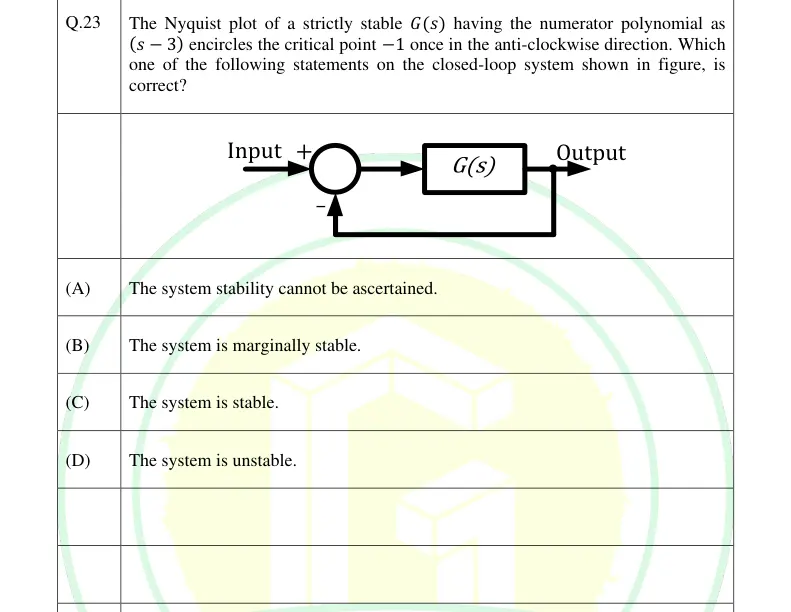 Q.23 The Nyquist plot of a strictly stable G(s) having the numerator polynomial as
(s − 3) encircles the critical point −1 once in the anti-clockwise direction. Which
one of the following statements on the closed-loop system shown in figure, is
correct?
Input + G(s) Output
−
(A) The system stability cannot be ascertained.
(B) The system is marginally stable.
(C) The system is stable.
(D) The system is unstable.